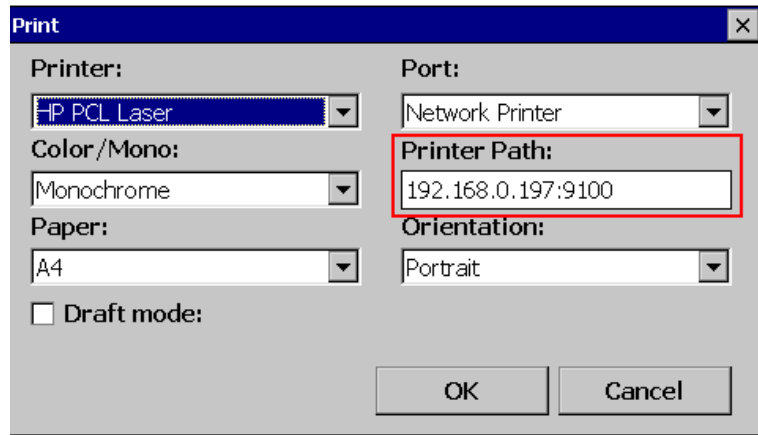 Print
Printer:
HP PCL Laser
Port:
Network Printer
Color/Mono:
Monochrome
Printer Path:
192.168.0.197:9100
Paper:
A4
Orientation:
Portrait
Draft mode:
OK
Cancel